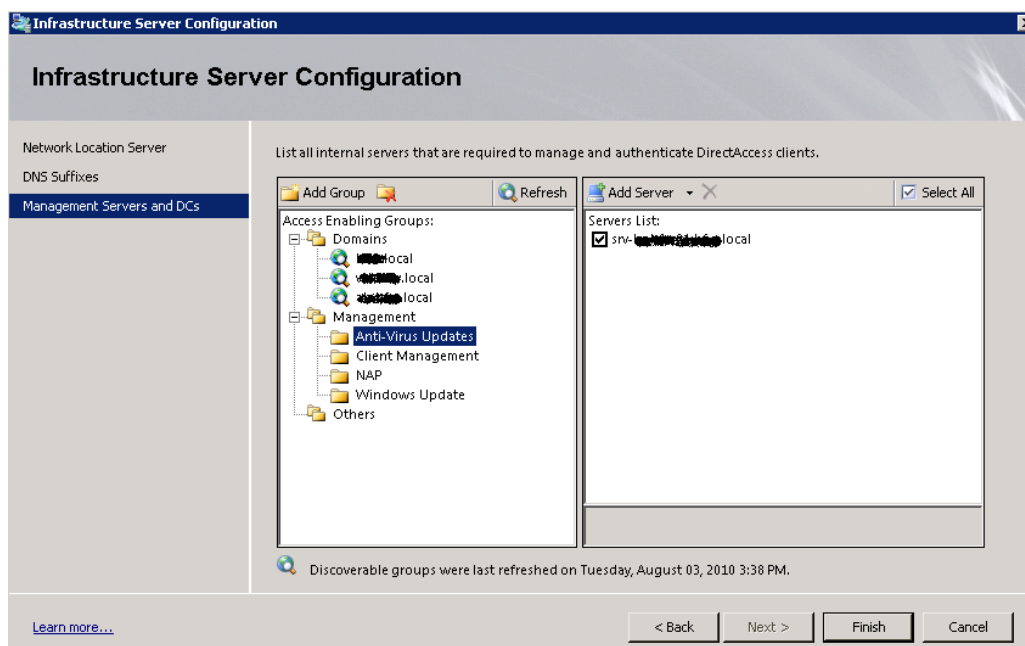 Infrastructure Server Configuration
Infrastructure Server Configuration
Network Location Server
DNS Suffixes
Management Servers and DCs
List all internal servers that are required to manage and authenticate DirectAccess clients.
Add Group
Refresh
Add Server
Select All
Access Enabling Groups:
Domains
local
.local
local
Management
Anti-Virus Updates
Client Management
NAP
Windows Update
Others
Servers List:
srv- local
Discoverable groups were last refreshed on Tuesday, August 03, 2010 3:38 PM.
Learn more...
< Back
Next >
Finish
Cancel